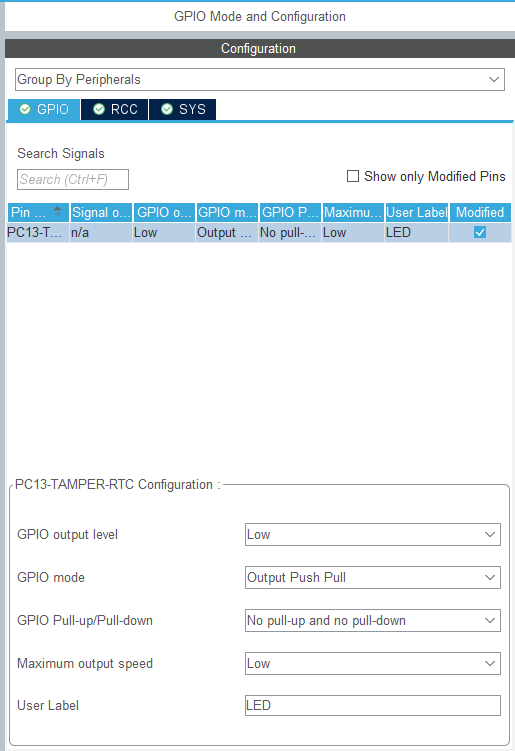 GPIO Mode and Configuration
Configuration
Group By Peripherals
GPIO RCC SYS
Search Signals
Search (Ctrl+F) Show only Modified Pins
Pin ... Signal o... GPIO o... GPIO m... GPIO P... Maximu... User Label Modified
PC13-T... n/a Low Output ... No pull-... Low LED
PC13-TAMPER-RTC Configuration :
GPIO output level Low
GPIO mode Output Push Pull
GPIO Pull-up/Pull-down No pull-up and no pull-down
Maximum output speed Low
User Label LED